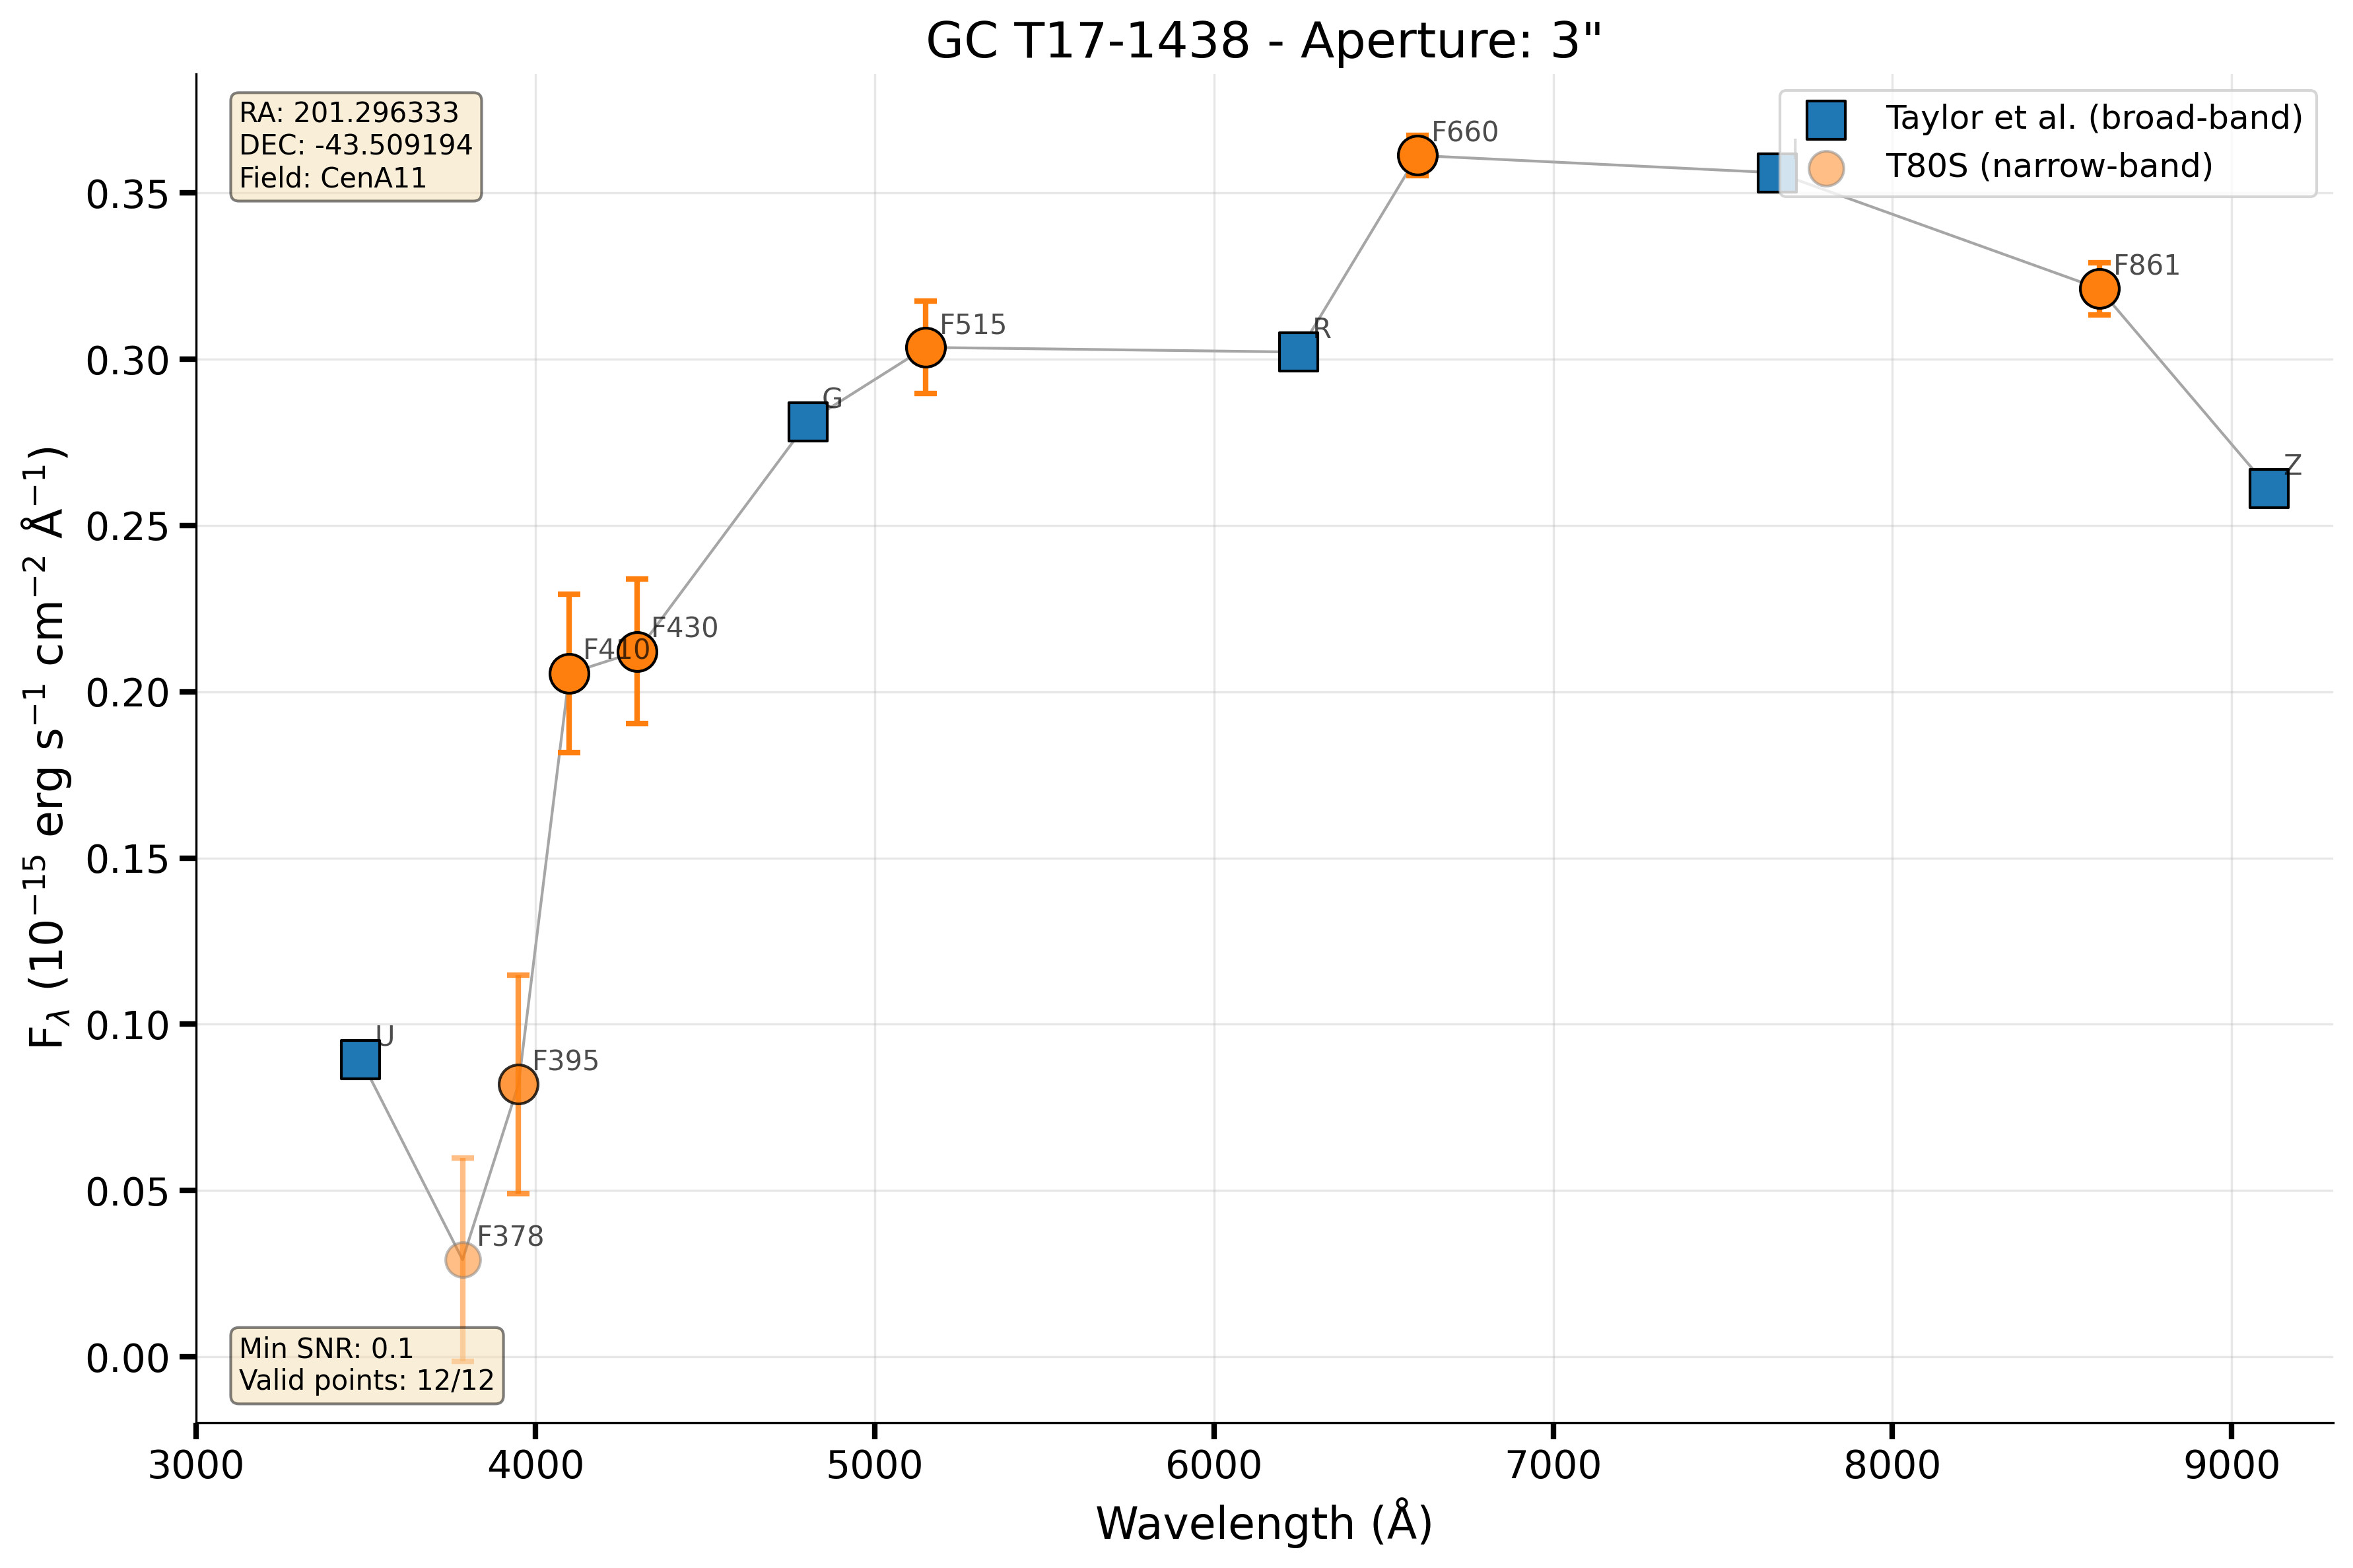 GC T17-1438 - Aperture: 3"
RA: 201.296333
DEC: -43.509194
Field: CenA11
Taylor et al. (broad-band)
T80S (narrow-band)
F660
F861
F515
R
G
Z
F430
F410
U
F395
F378
Min SNR: 0.1
Valid points: 12/12
0.35
0.30
0.25
0.20
0.15
0.10
0.05
0.00
F_λ (10⁻¹⁵ erg s⁻¹ cm⁻² Å⁻¹)
3000 4000 5000 6000 7000 8000 9000
Wavelength (Å)